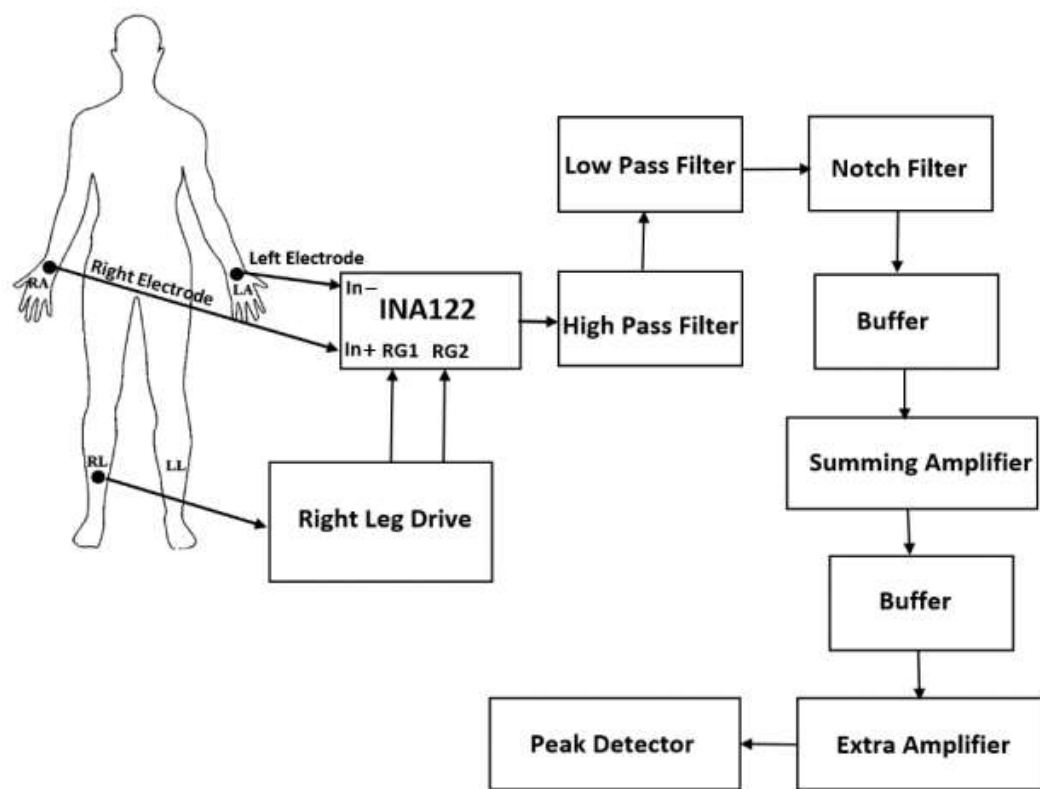 Low Pass Filter
Notch Filter
Left Electrode
RA
Right Electrode
LA
In−
INA122
In+ RG1 RG2
High Pass Filter
Buffer
RL
LL
Right Leg Drive
Summing Amplifier
Buffer
Peak Detector
Extra Amplifier